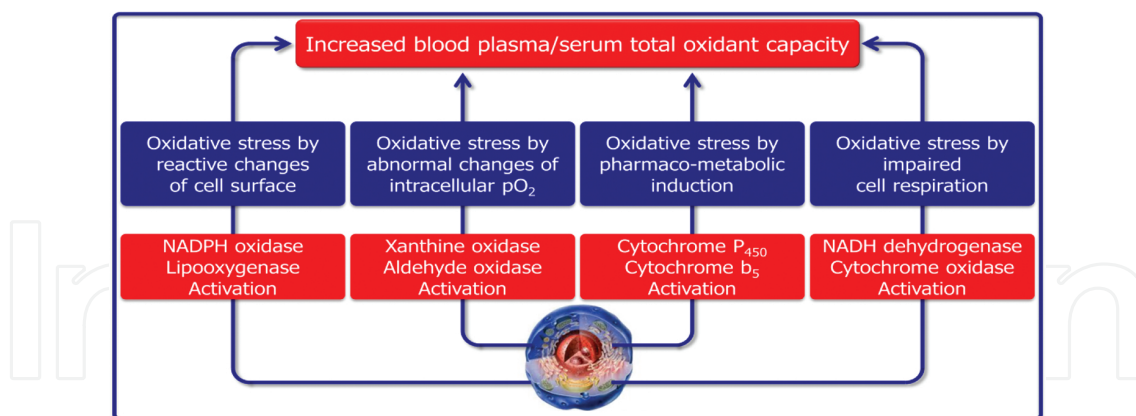 Increased blood plasma/serum total oxidant capacity
Oxidative stress by
reactive changes
of cell surface
Oxidative stress by
abnormal changes of
intracellular pO₂
Oxidative stress by
pharmaco-metabolic
induction
Oxidative stress by
impaired
cell respiration
NADPH oxidase
Lipooxygenase
Activation
Xanthine oxidase
Aldehyde oxidase
Activation
Cytochrome P₄₅₀
Cytochrome b₅
Activation
NADH dehydrogenase
Cytochrome oxidase
Activation